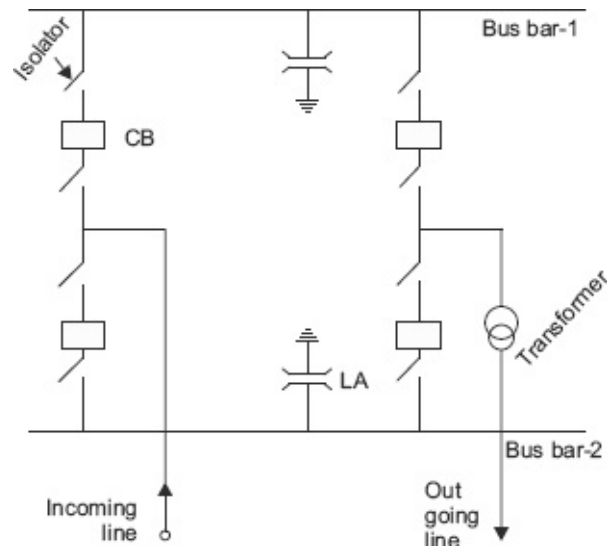 Bus bar-1
Isolator
CB
Transformer
LA
Bus bar-2
Incoming
line
Out
going
line